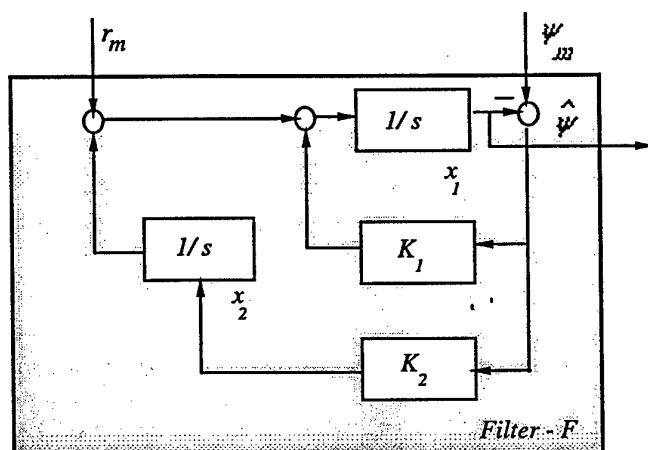 r_m
ψ_m
−
1/s
ψ̂
x_1
1/s
K_1
x_2
K_2
Filter - F